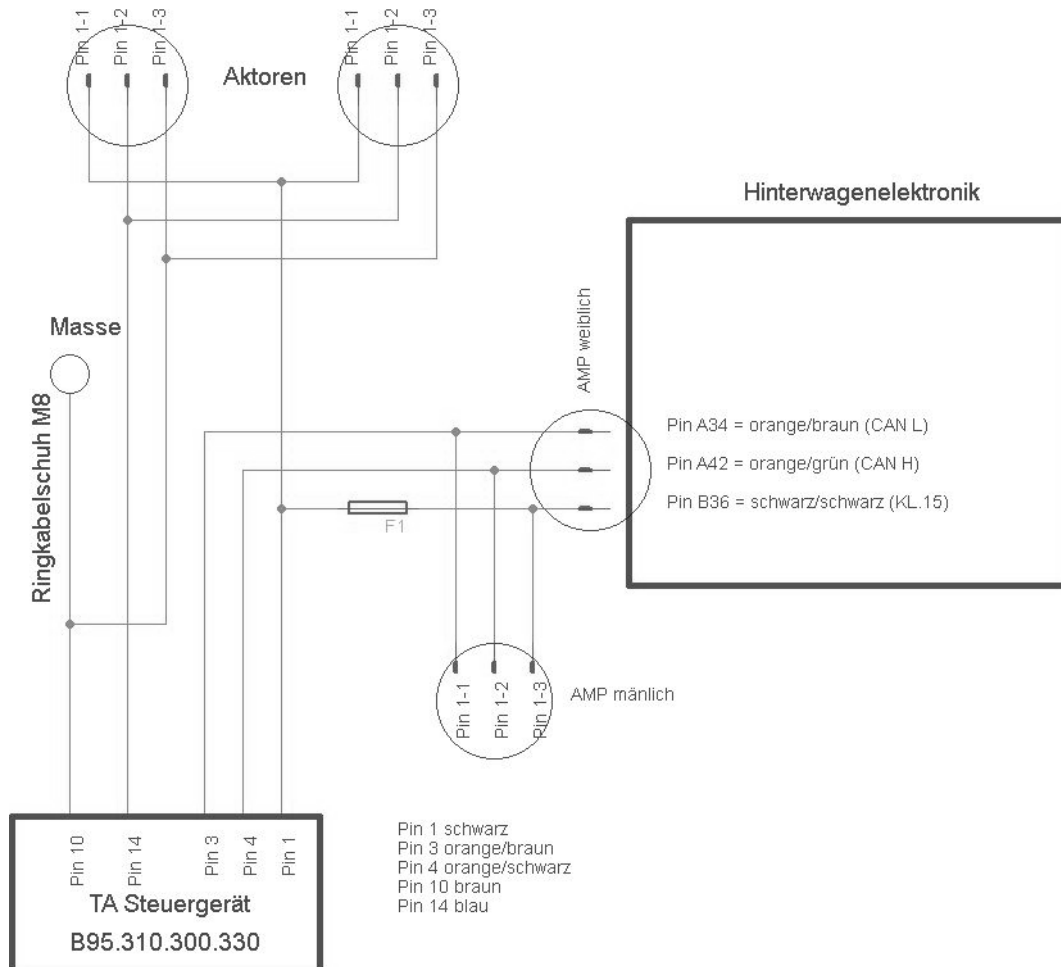 Pin 1-1
Pin 1-2
Pin 1-3
Aktoren
Pin 1-1
Pin 1-2
Pin 1-3
Hinterwagenelektronik
Masse
Ringkabelschuh M8
AMP weiblich
Pin A34 = orange/braun (CAN L)
Pin A42 = orange/grün (CAN H)
Pin B36 = schwarz/schwarz (KL.15)
F1
Pin 1-1
Pin 1-2
Pin 1-3
AMP mänlich
Pin 10
Pin 14
Pin 3
Pin 4
Pin 1
TA Steuergerät
B95.310.300.330
Pin 1 schwarz
Pin 3 orange/braun
Pin 4 orange/schwarz
Pin 10 braun
Pin 14 blau